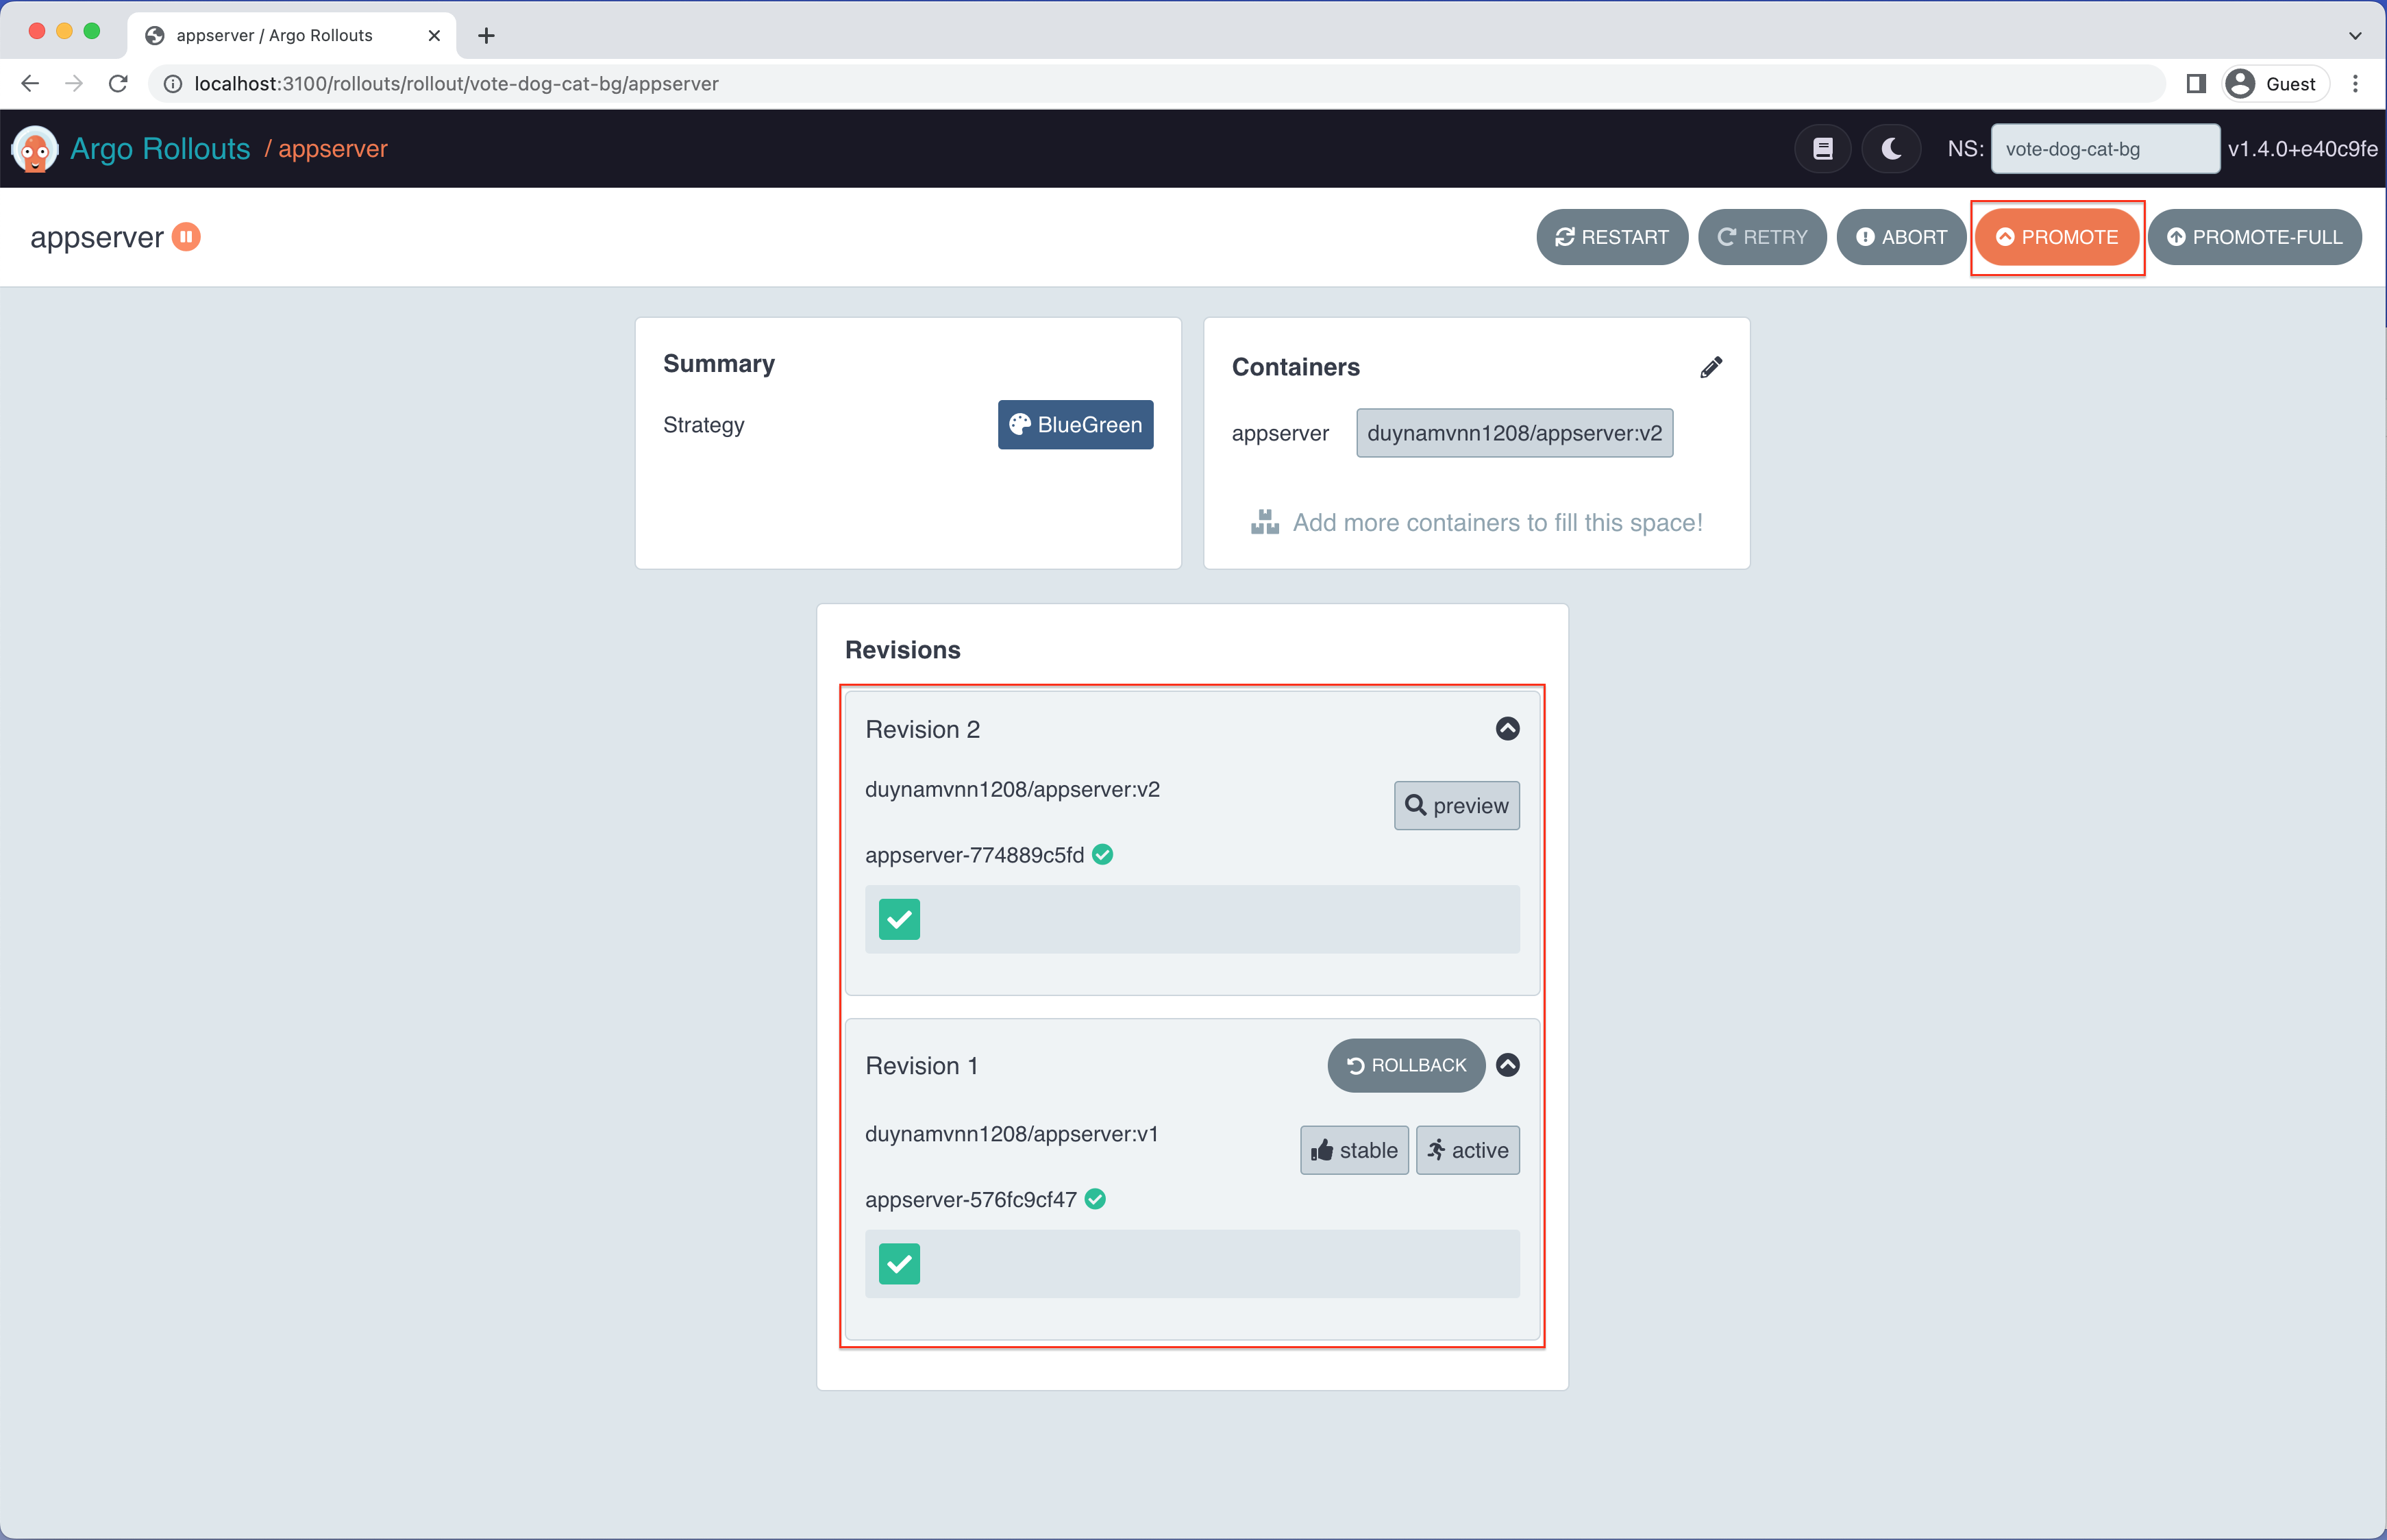 appserver / Argo Rollouts
localhost:3100/rollouts/rollout/vote-dog-cat-bg/appserver
Guest
Argo Rollouts / appserver
NS: vote-dog-cat-bg v1.4.0+e40c9fe
appserver
RESTART RETRY ABORT PROMOTE PROMOTE-FULL
Summary
Strategy BlueGreen
Containers
appserver duynamvnn1208/appserver:v2
Add more containers to fill this space!
Revisions
Revision 2
duynamvnn1208/appserver:v2
preview
appserver-774889c5fd
Revision 1 ROLLBACK
duynamvnn1208/appserver:v1
stable active
appserver-576fc9cf47